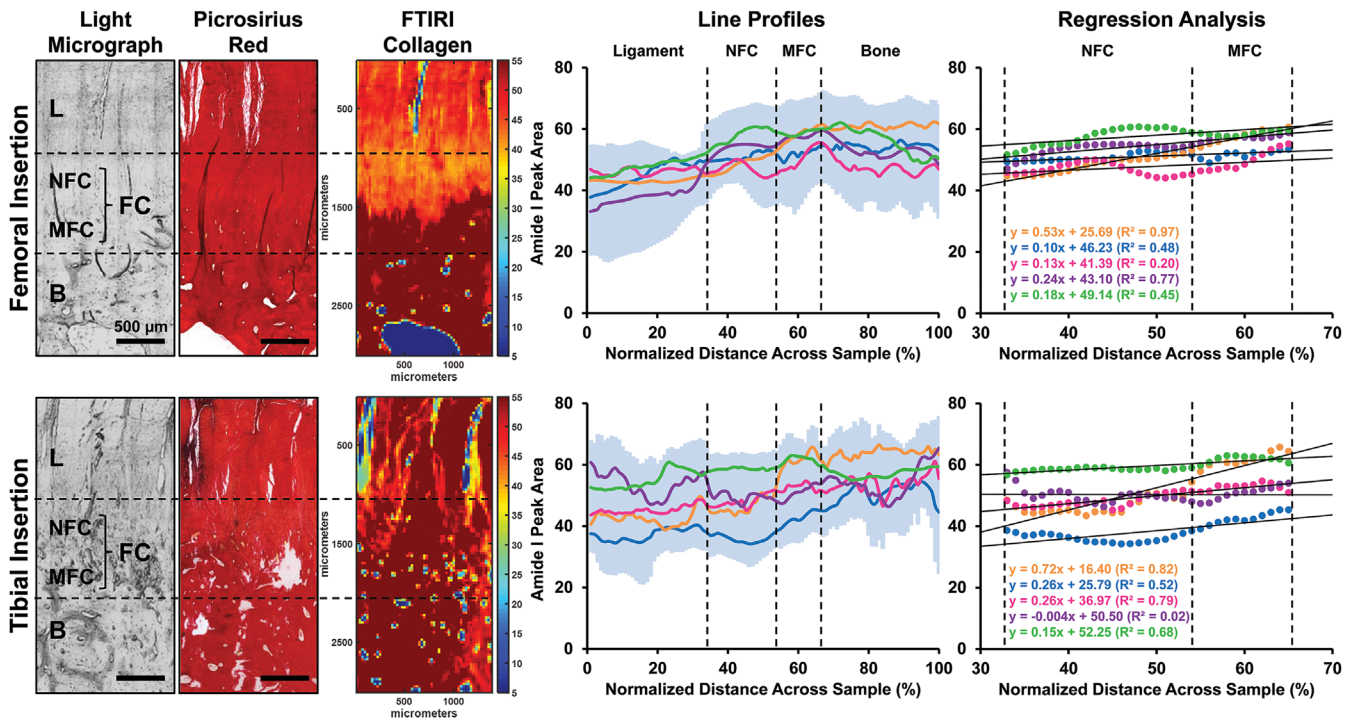 Light Micrograph
Picrosirius Red
FTIRI Collagen
Line Profiles
Regression Analysis
Femoral Insertion
L
NFC
MFC
FC
B
500 µm
500
1500
2500
micrometers
500 1000
micrometers
55
50
45
40
35
30
25
20
15
10
5
Ligament NFC MFC Bone
Amide I Peak Area
80
60
40
20
0
0 20 40 60 80 100
Normalized Distance Across Sample (%)
NFC MFC
80
60
40
20
0
y = 0.53x + 25.69 (R² = 0.97)
y = 0.10x + 46.23 (R² = 0.48)
y = 0.13x + 41.39 (R² = 0.20)
y = 0.24x + 43.10 (R² = 0.77)
y = 0.18x + 49.14 (R² = 0.45)
30 40 50 60 70
Normalized Distance Across Sample (%)
Tibial Insertion
L
NFC
MFC
FC
B
500
1500
2500
micrometers
500 1000
micrometers
55
50
45
40
35
30
25
20
15
10
5
Amide I Peak Area
80
60
40
20
0
0 20 40 60 80 100
Normalized Distance Across Sample (%)
80
60
40
20
0
y = 0.72x + 16.40 (R² = 0.82)
y = 0.26x + 25.79 (R² = 0.52)
y = 0.26x + 36.97 (R² = 0.79)
y = -0.004x + 50.50 (R² = 0.02)
y = 0.15x + 52.25 (R² = 0.68)
30 40 50 60 70
Normalized Distance Across Sample (%)